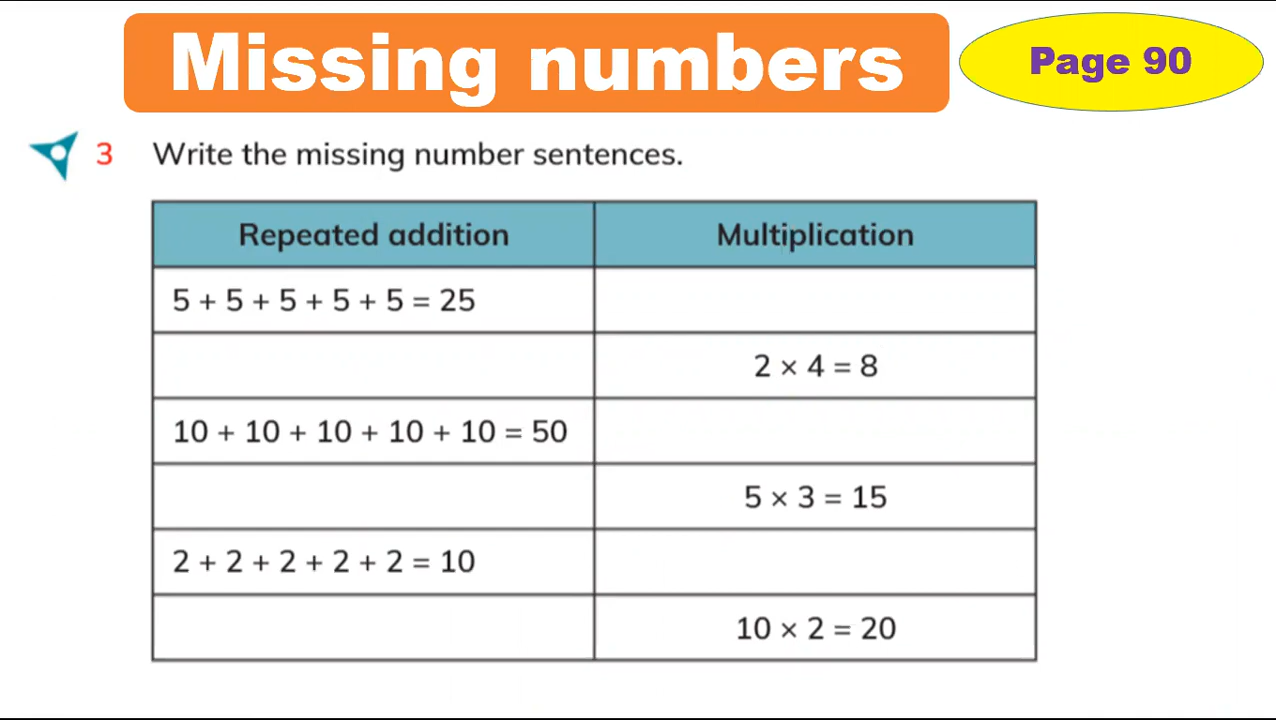 Missing numbers
Page 90
3 Write the missing number sentences.
Repeated addition Multiplication
5 + 5 + 5 + 5 + 5 = 25
2 × 4 = 8
10 + 10 + 10 + 10 + 10 = 50
5 × 3 = 15
2 + 2 + 2 + 2 + 2 = 10
10 × 2 = 20